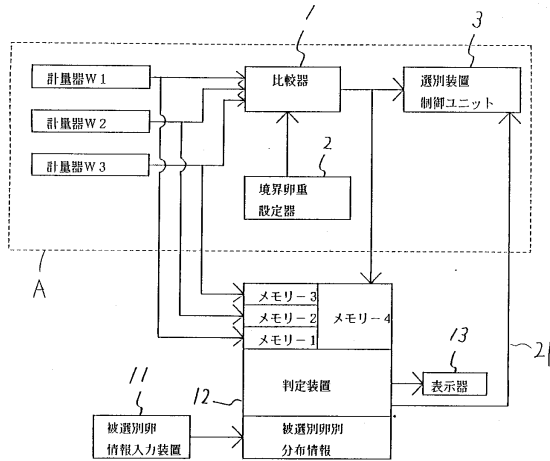 1
3
計量器W1
比較器
選別装置
制御ユニット
計量器W2
計量器W3
2
境界卵重
設定器
A
メモリー3
メモリー2
メモリー1
メモリー4
13
21
11
判定装置
表示器
12
被選別卵
情報入力装置
被選別卵別
分布情報